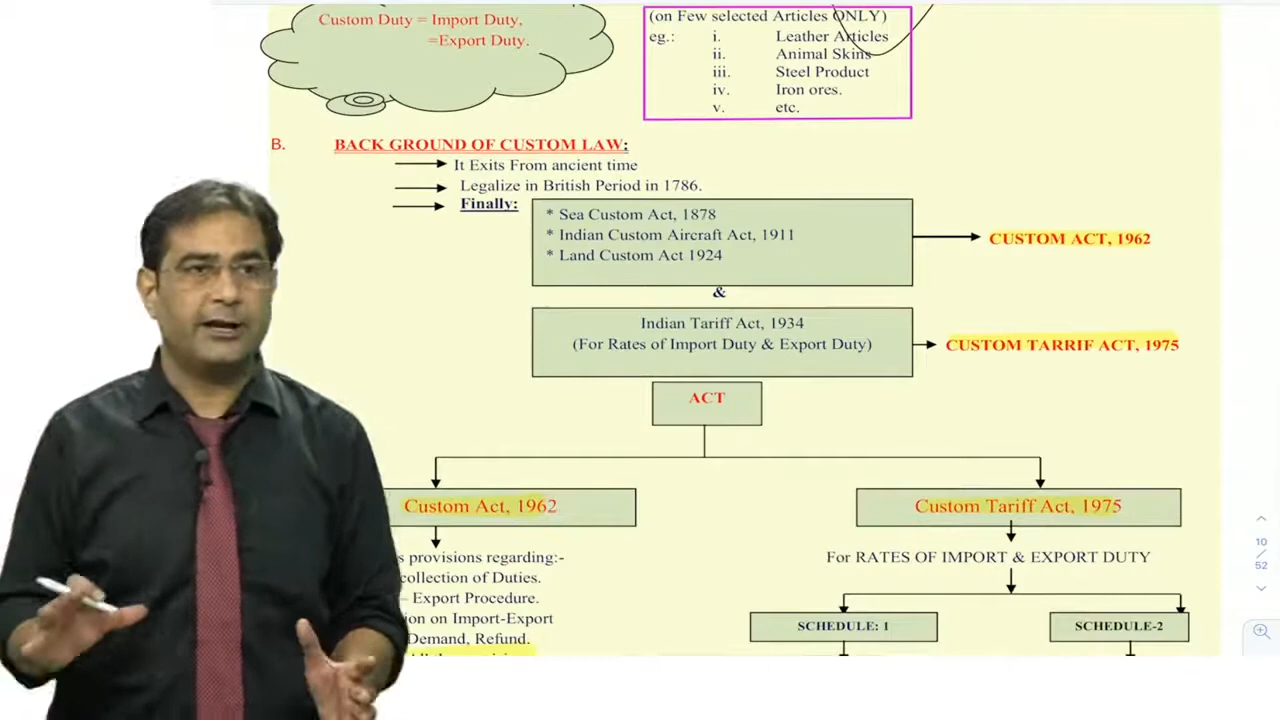 Custom Duty = Import Duty,
=Export Duty.
(on Few selected Articles ONLY)
eg.: i. Leather Articles
ii. Animal Skins
iii. Steel Product
iv. Iron ores.
v. etc.
B. BACK GROUND OF CUSTOM LAW:
It Exits From ancient time
Legalize in British Period in 1786.
Finally:
* Sea Custom Act, 1878
* Indian Custom Aircraft Act, 1911
* Land Custom Act 1924
CUSTOM ACT, 1962
&
Indian Tariff Act, 1934
(For Rates of Import Duty & Export Duty)
CUSTOM TARRIF ACT, 1975
ACT
Custom Act, 1962
Custom Tariff Act, 1975
s provisions regarding:-
collection of Duties.
– Export Procedure.
ion on Import-Export
Demand, Refund.
For RATES OF IMPORT & EXPORT DUTY
SCHEDULE: 1
SCHEDULE-2
10
/
52